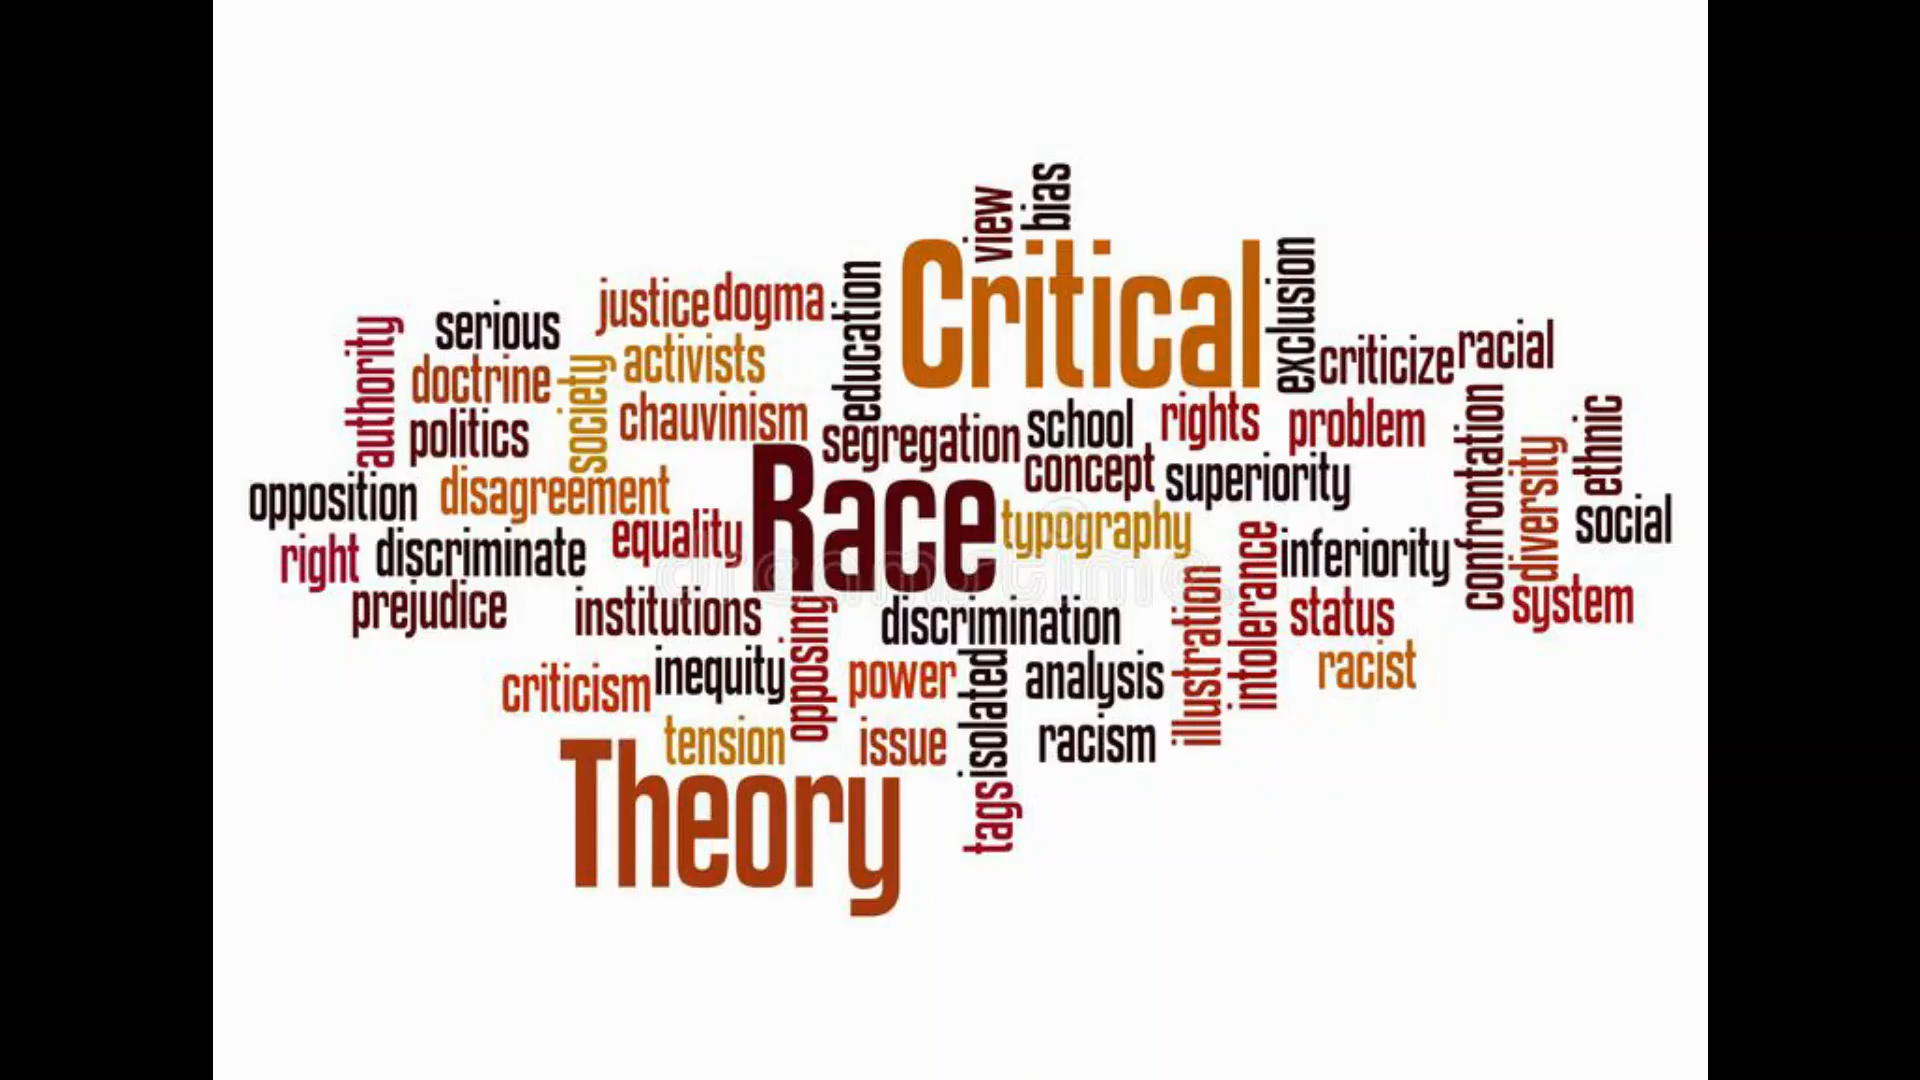 bias
view
Critical
exclusion
education
justice
dogma
serious
authority
activists
criticize
racial
doctrine
society
chauvinism
school
rights
problem
confrontation
ethnic
politics
segregation
concept
superiority
diversity
opposition
disagreement
Race
typography
social
equality
right
discriminate
intolerance
inferiority
prejudice
institutions
opposing
discrimination
illustration
status
system
criticism
inequity
power
isolated
analysis
racist
tension
issue
racism
Theory
tags
dreamstime